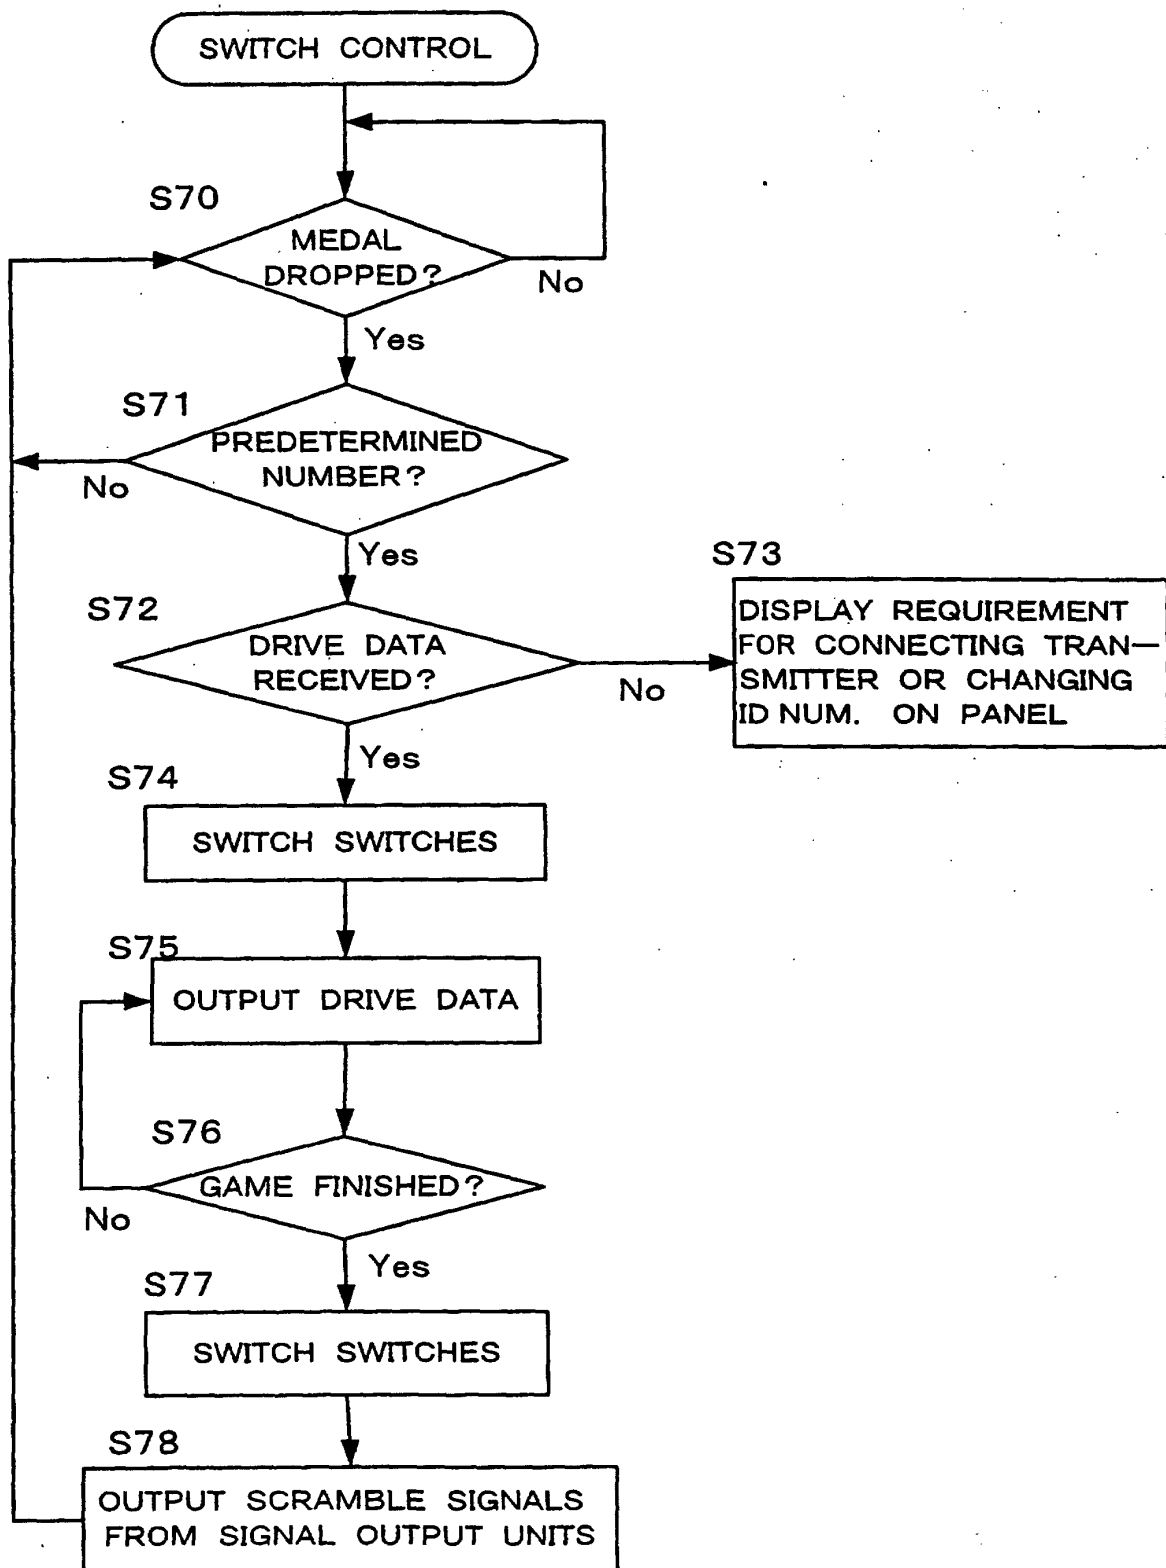 SWITCH CONTROL
S70
MEDAL
DROPPED?
No
Yes
S71
PREDETERMINED
NUMBER?
No
Yes
S72
DRIVE DATA
RECEIVED?
No
S73
DISPLAY REQUIREMENT
FOR CONNECTING TRAN-
SMITTER OR CHANGING
ID NUM. ON PANEL
Yes
S74
SWITCH SWITCHES
S75
OUTPUT DRIVE DATA
S76
GAME FINISHED?
No
Yes
S77
SWITCH SWITCHES
S78
OUTPUT SCRAMBLE SIGNALS
FROM SIGNAL OUTPUT UNITS